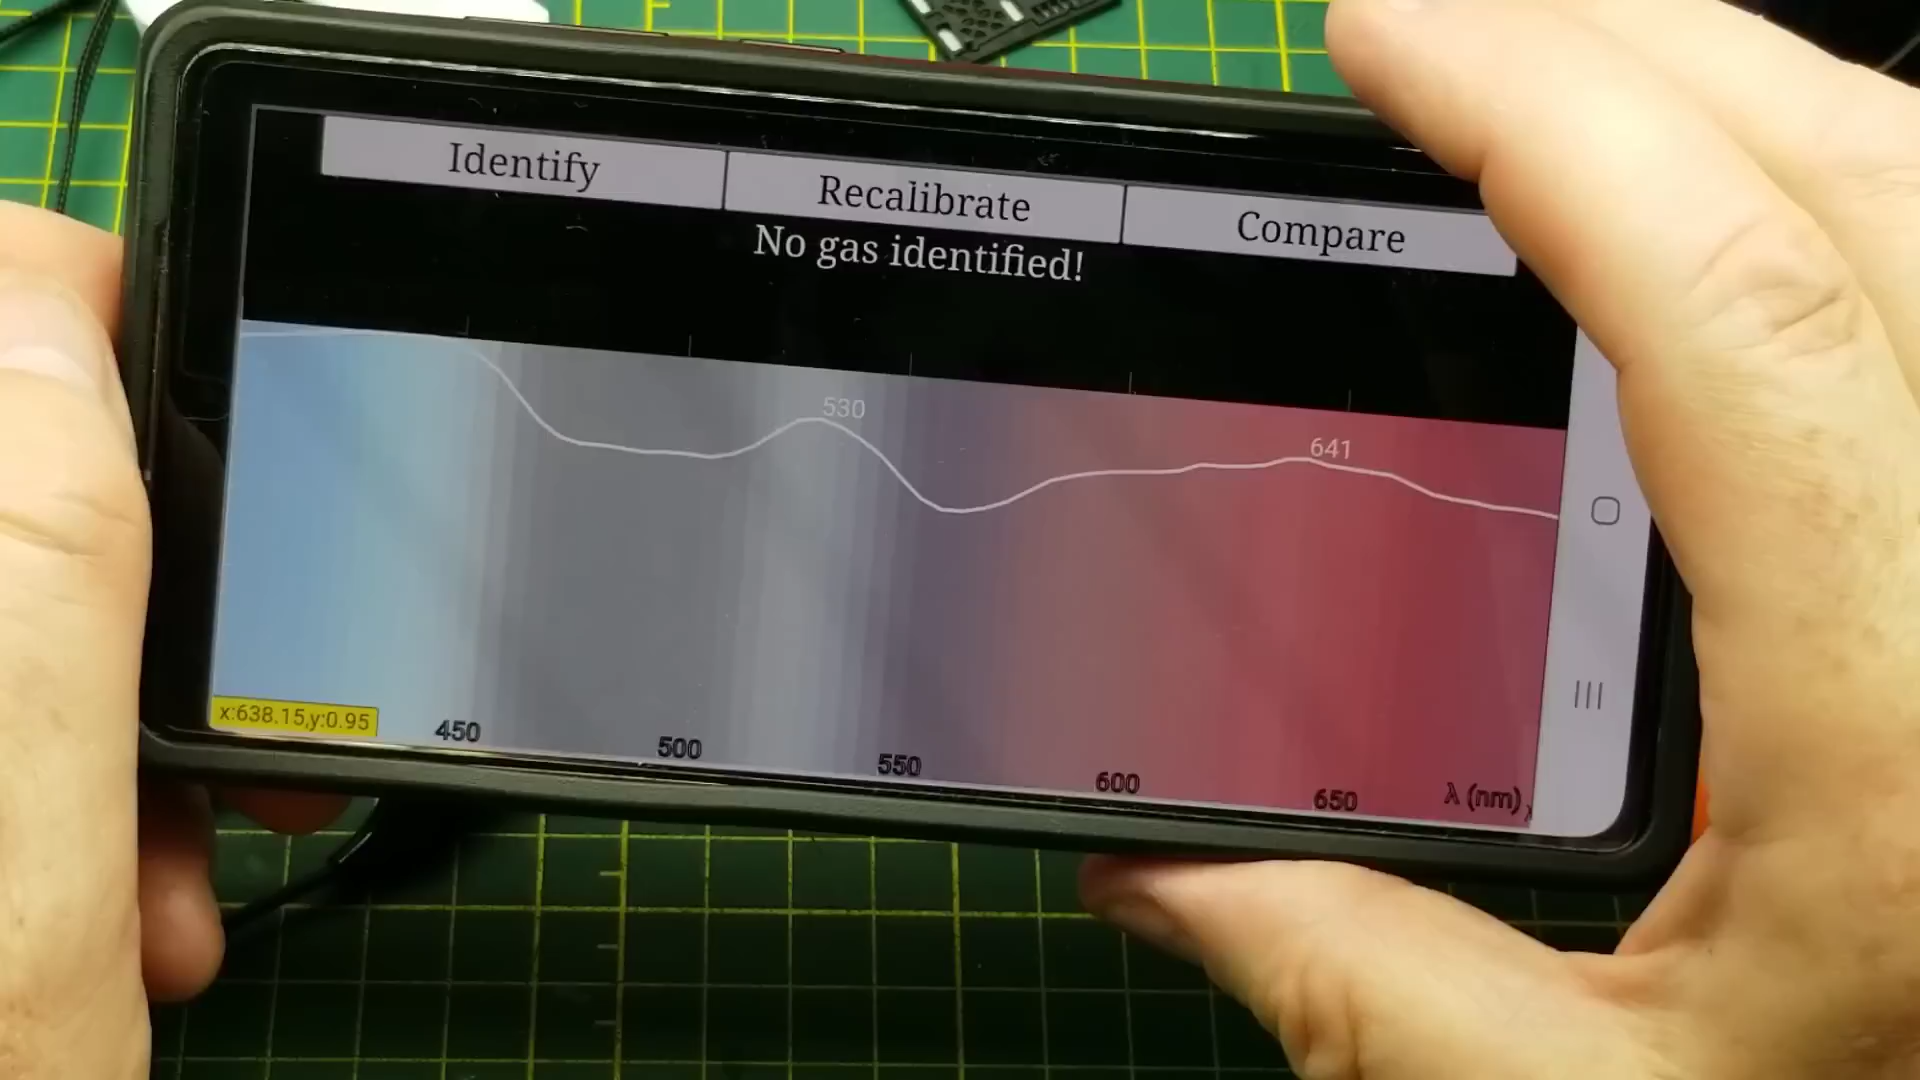 Identify
Recalibrate
Compare
No gas identified!
530
641
x:638.15,y:0.95
450
500
550
600
650
λ (nm)